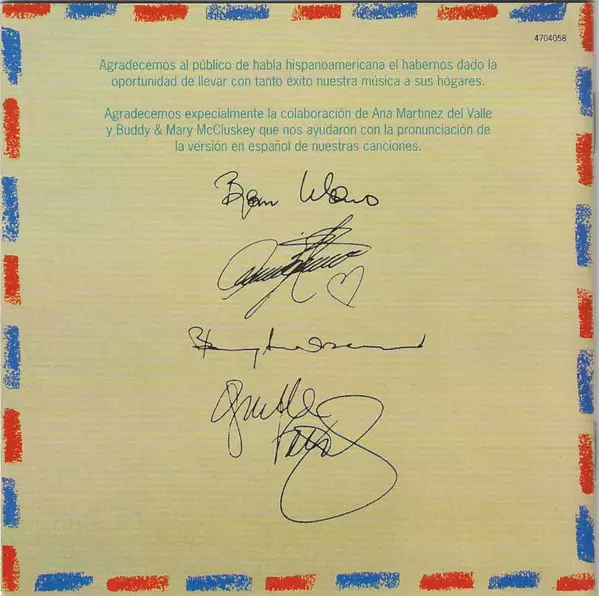 4704058
Agradecemos al público de habla hispanoamericana el habernos dado la
oportunidad de llevar con tanto éxito nuestra música a sus hogares.
Agradecemos expecialmente la colaboración de Ana Martinez del Valle
y Buddy & Mary McCluskey que nos ayudaron con la pronunciación de
la versión en español de nuestras canciones.